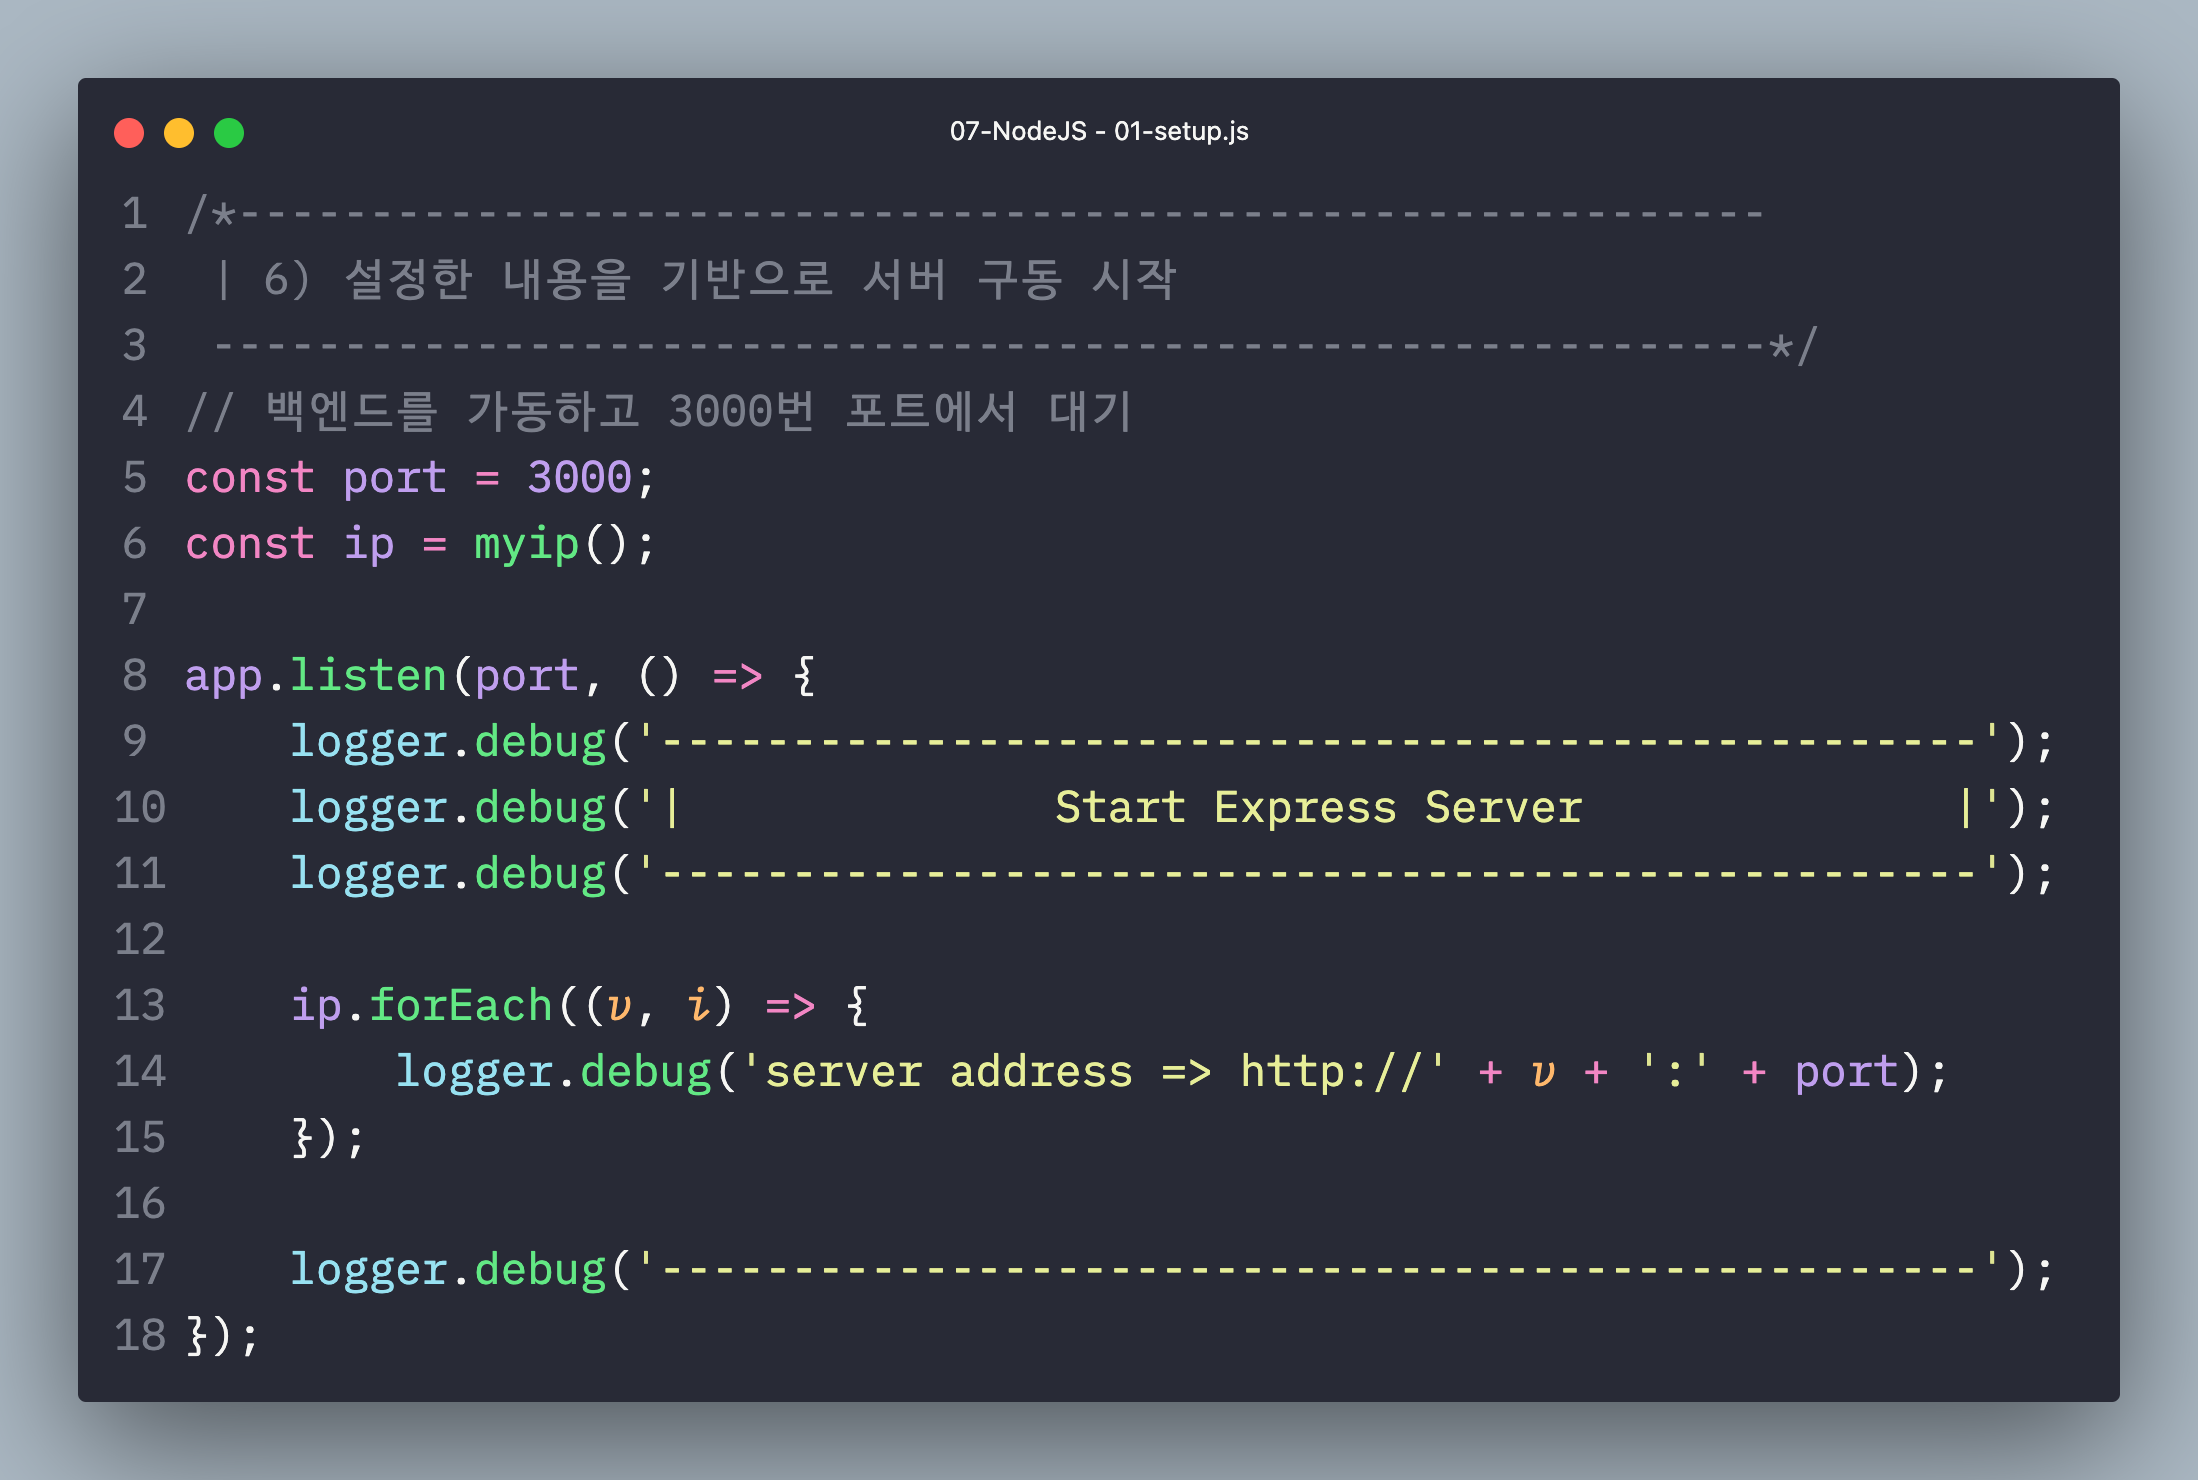 07-NodeJS - 01-setup.js
1 /*----------------------------------------------------------
2  | 6) 설정한 내용을 기반으로 서버 구동 시작
3  -----------------------------------------------------------*/
4 // 백엔드를 가동하고 3000번 포트에서 대기
5 const port = 3000;
6 const ip = myip();
7
8 app.listen(port, () => {
9     logger.debug('--------------------------------------------------');
10     logger.debug('|              Start Express Server              |');
11     logger.debug('--------------------------------------------------');
12
13     ip.forEach((v, i) => {
14         logger.debug('server address => http://' + v + ':' + port);
15     });
16
17     logger.debug('--------------------------------------------------');
18 });